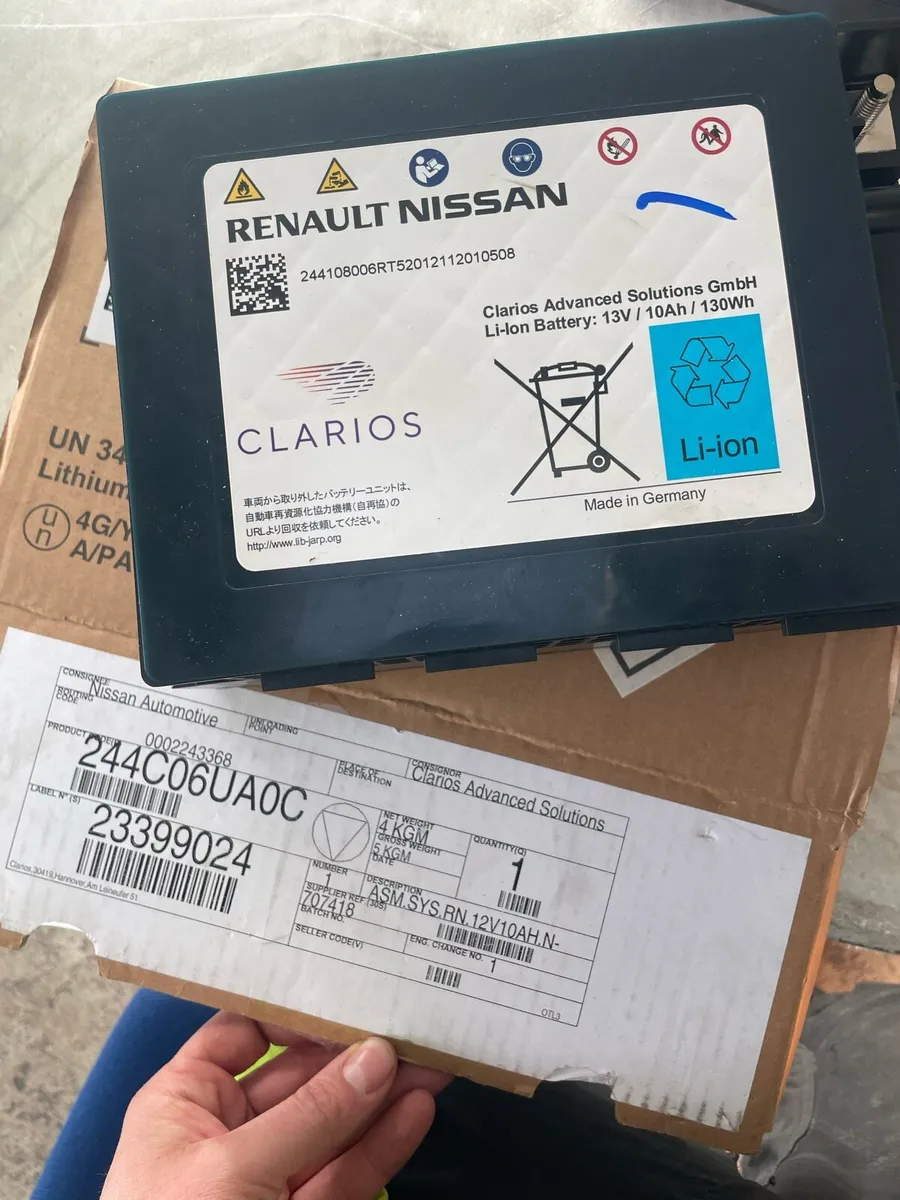 RENAULT NISSAN
244108006RT52012112010508
Clarios Advanced Solutions GmbH
Li-Ion Battery: 13V / 10Ah / 130Wh
CLARIOS
Li-ion
Made in Germany
車両から取り外したバッテリーユニットは、
自動車再資源化協力機構(自再協)の
URLより回収を依頼してください。
http://www.lib-jarp.org
UN 34
Lithium
un
4G/Y
A/PA
CONSIGNEE
Nissan Automotive
ROUTING CODE
UNLOADING POINT
0002243368
PLACE OF DESTINATION
CONSIGNOR
Clarios Advanced Solutions
244C06UA0C
NET WEIGHT
4 KGM
GROSS WEIGHT
5 KGM
DATE
QUANTITY(Q)
1
LABEL N° (S)
23399024
NUMBER
DESCRIPTION
ASM.SYS.RN.12V10AH.N-
SUPPLIER REF (30S)
707418
BATCH NO.
SELLER CODE(V)
ENG. CHANGE NO.
1
Clarios,30419,Hannover,Am Leineufer 51
OTL3